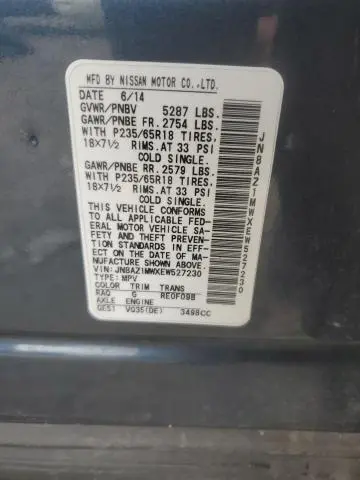 MFD BY NISSAN MOTOR CO.,LTD.
DATE 6/14
GVWR/PNBV 5287 LBS.
GAWR/PNBE FR. 2754 LBS.
WITH P235/65R18 TIRES,
18X7½ RIMS. AT 33 PSI
COLD SINGLE.
GAWR/PNBE RR. 2579 LBS.
WITH P235/65R18 TIRES,
18X7½ RIMS. AT 33 PSI
COLD SINGLE.
THIS VEHICLE CONFORMS
TO ALL APPLICABLE FED-
ERAL MOTOR VEHICLE SA-
FETY AND THEFT PREVENTION
STANDARDS IN EFFECT
ON THE DATE OF MA-
NUFACTURE SHOWN ABOVE.
VIN: JN8AZ1MWXEW527230
TYPE: MPV
COLOR TRIM TRANS
RAQ G RE0F09B
AXLE ENGINE
GE51 VQ35(DE) 3498CC
JN8AZ1MWXEW527230